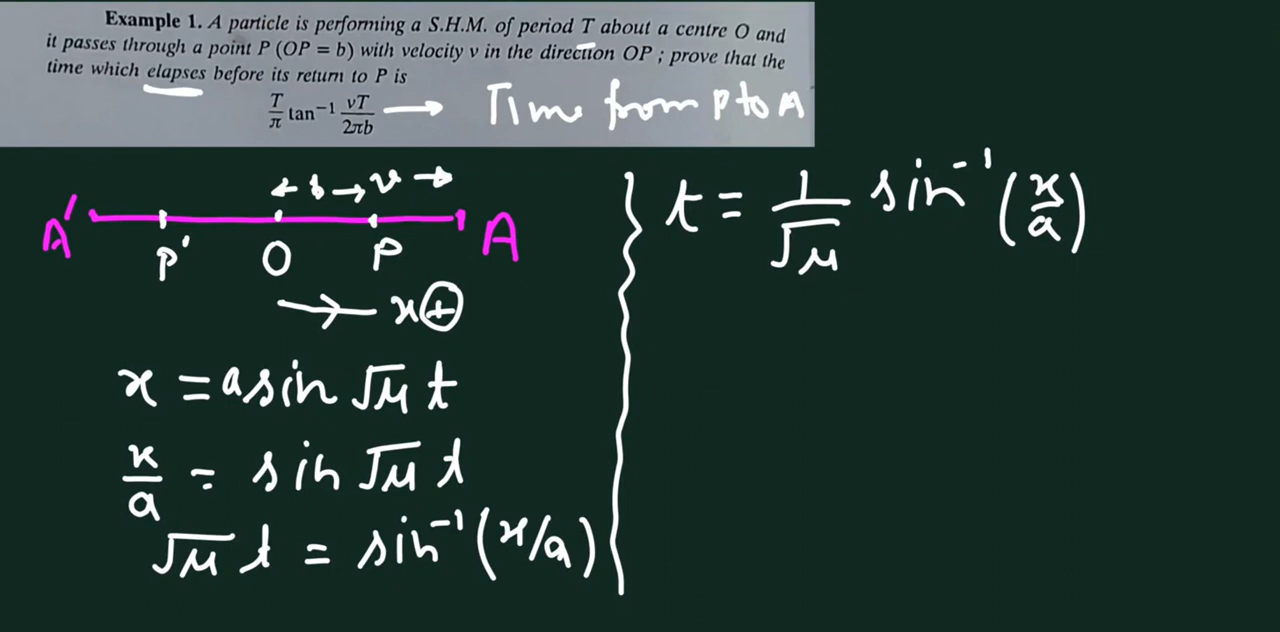 Example 1. A particle is performing a S.H.M. of period T about a centre O and
it passes through a point P (OP = b) with velocity v in the direction OP ; prove that the
time which elapses before its return to P is
T/π tan⁻¹ vT/2πb → Time from P to A
← b → v →
A' P' O P A
→ x ⊕
x = a sin √μ t
x/a = sin √μ t
√μ t = sin⁻¹ (x/a)
t = 1/√μ sin⁻¹ (x/a)